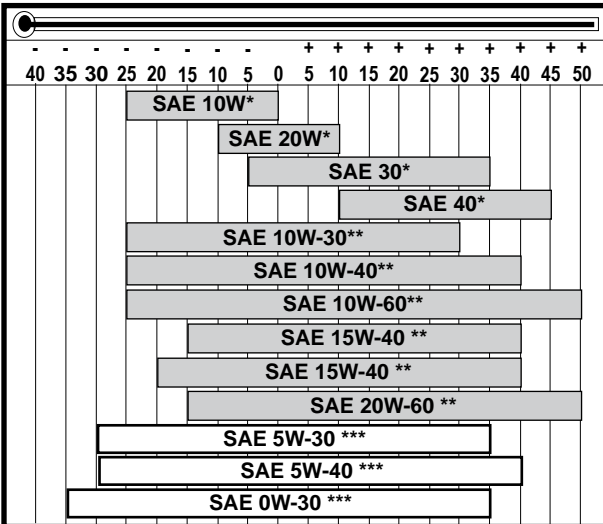 - - - - - - - - + + + + + + + + + +
40 35 30 25 20 15 10 5 0 5 10 15 20 25 30 35 40 45 50
SAE 10W*
SAE 20W*
SAE 30*
SAE 40*
SAE 10W-30**
SAE 10W-40**
SAE 10W-60**
SAE 15W-40 **
SAE 15W-40 **
SAE 20W-60 **
SAE 5W-30 ***
SAE 5W-40 ***
SAE 0W-30 ***